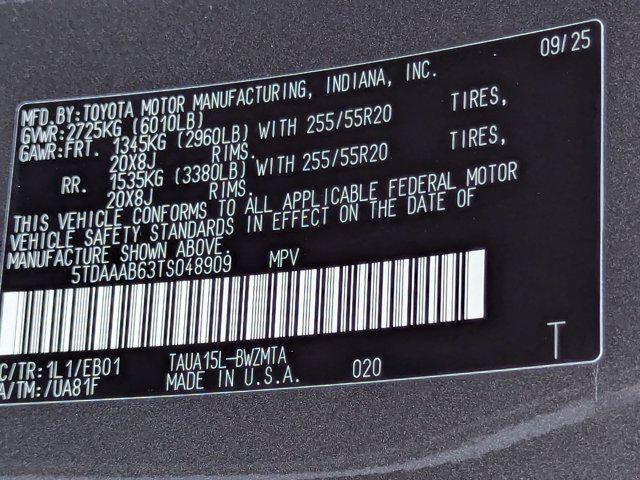 09/25
MFD.BY:TOYOTA MOTOR MANUFACTURING, INDIANA, INC.
GVWR:2725KG (6010LB)
GAWR:FRT. 1345KG (2960LB) WITH 255/55R20 TIRES,
20X8J RIMS.
RR. 1535KG (3380LB) WITH 255/55R20 TIRES,
20X8J RIMS.
THIS VEHICLE CONFORMS TO ALL APPLICABLE FEDERAL MOTOR
VEHICLE SAFETY STANDARDS IN EFFECT ON THE DATE OF
MANUFACTURE SHOWN ABOVE.
5TDAAAB63TS048909 MPV
C/TR:1L1/EB01 TAUA15L-BWZMTA T
A/TM:/UA81F MADE IN U.S.A. 020